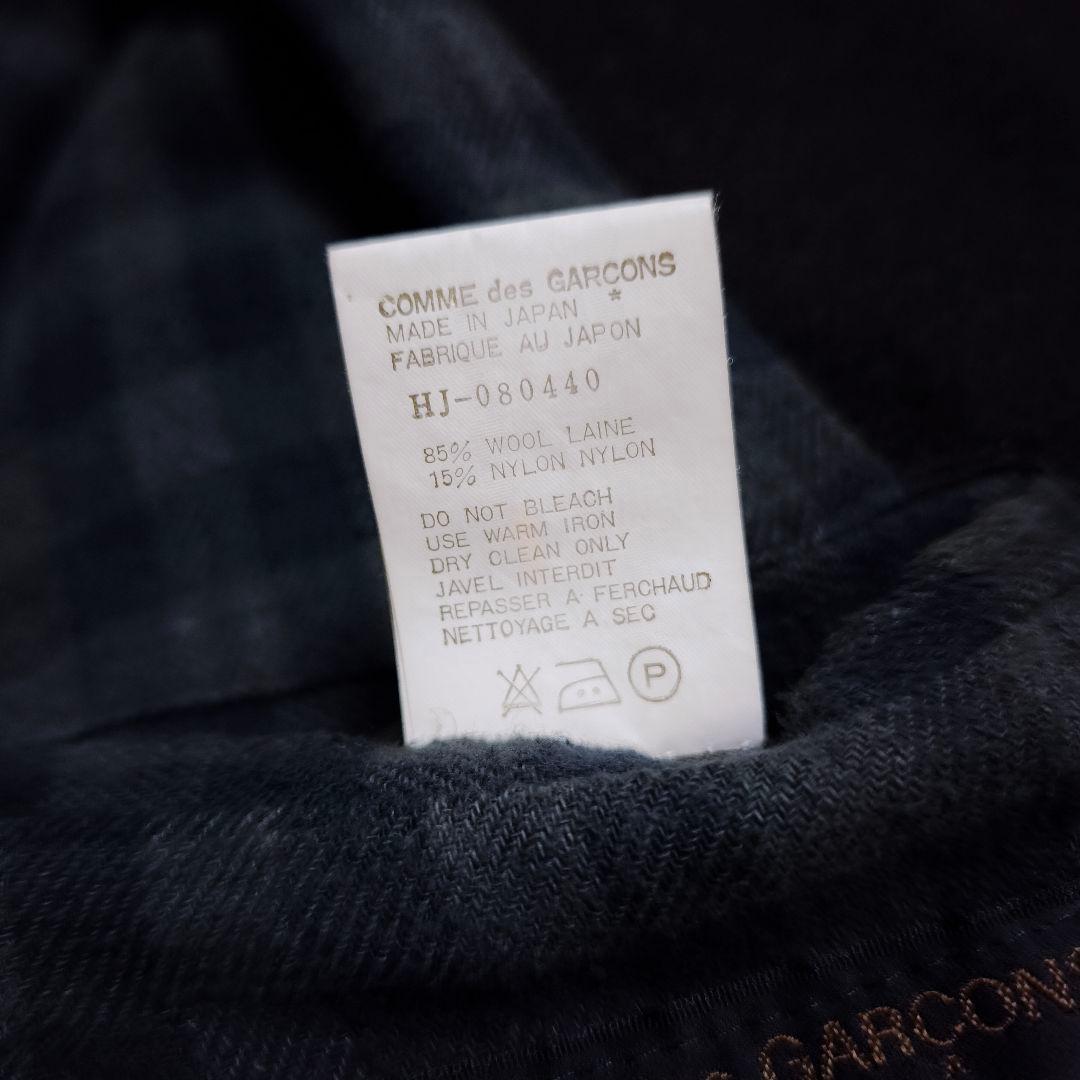 COMME des GARCONS
*
MADE IN JAPAN
FABRIQUE AU JAPON
HJ-080440
85% WOOL LAINE
15% NYLON NYLON
DO NOT BLEACH
USE WARM IRON
DRY CLEAN ONLY
JAVEL INTERDIT
REPASSER A FERCHAUD
NETTOYAGE A SEC
P
GARCONS